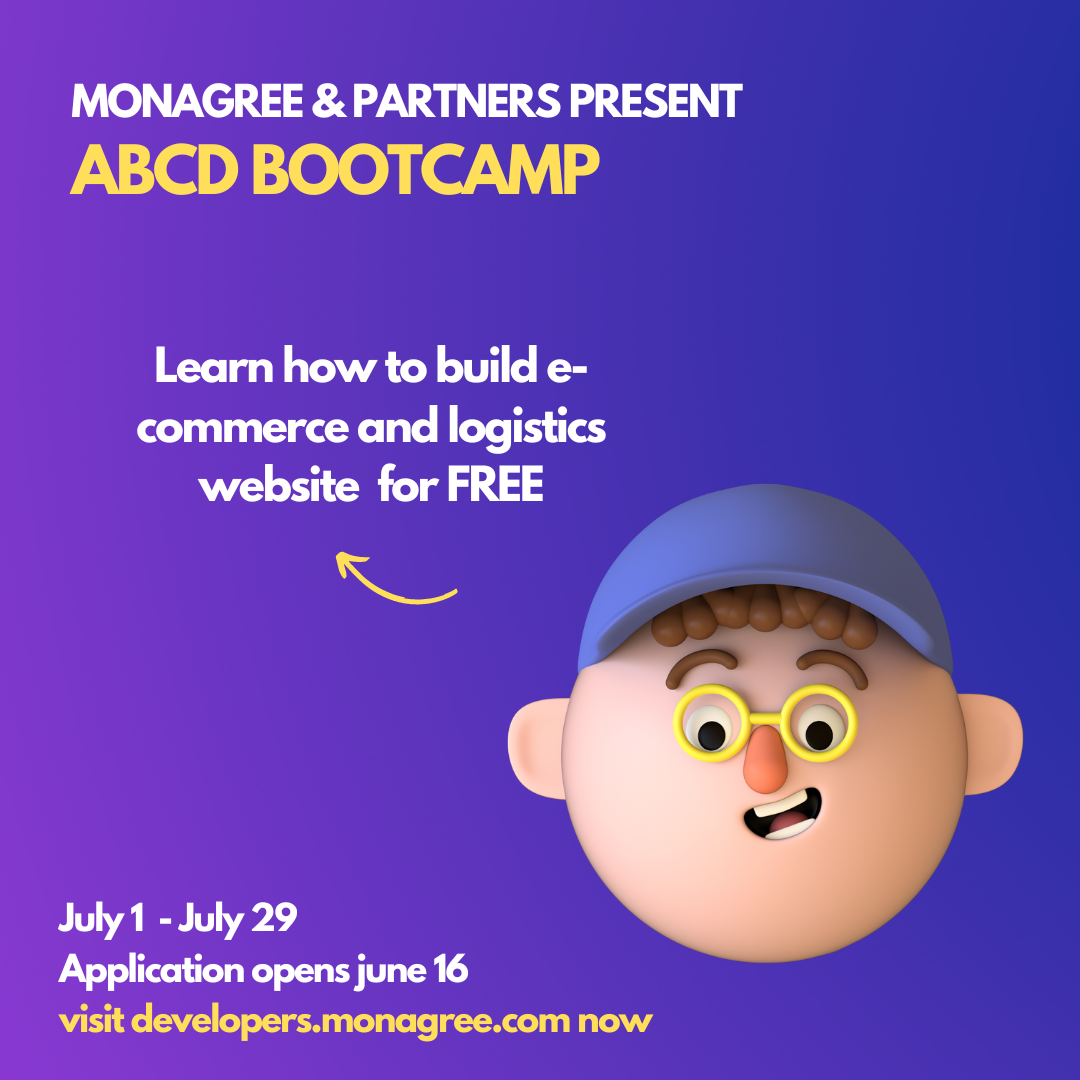 MONAGREE & PARTNERS PRESENT
ABCD BOOTCAMP
Learn how to build e-
commerce and logistics
website for FREE
July 1 - July 29
Application opens june 16
visit developers.monagree.com now